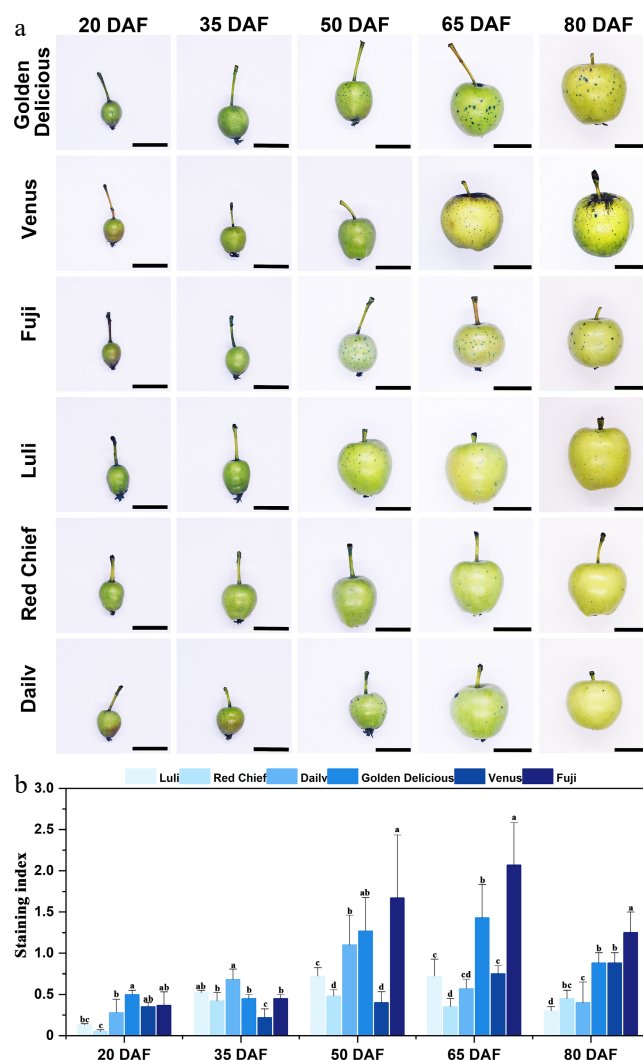 a
20 DAF 35 DAF 50 DAF 65 DAF 80 DAF
Golden
Delicious
Venus
Fuji
Luli
Red Chief
Dailv
b
Luli Red Chief Dailv Golden Delicious Venus Fuji
Staining index
3.0
2.5
2.0
1.5
1.0
0.5
0.0
bc c b a ab ab
ab b a b c b
c d b ab d a
c e d b c a
d bc c b b a
20 DAF 35 DAF 50 DAF 65 DAF 80 DAF